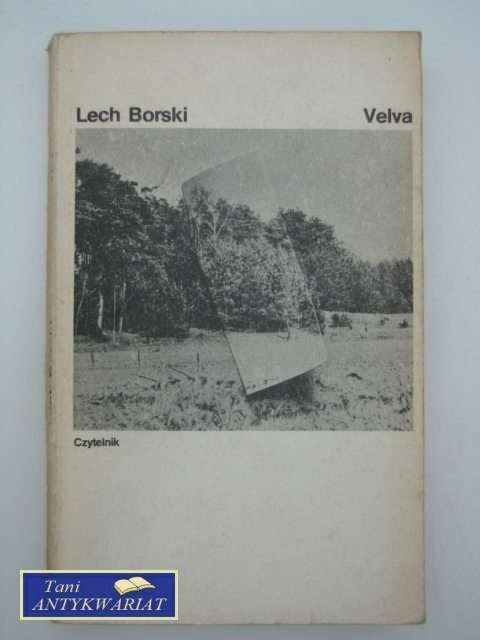 Lech Borski Velva
Czytelnik
Tani
ANTYKWARIAT